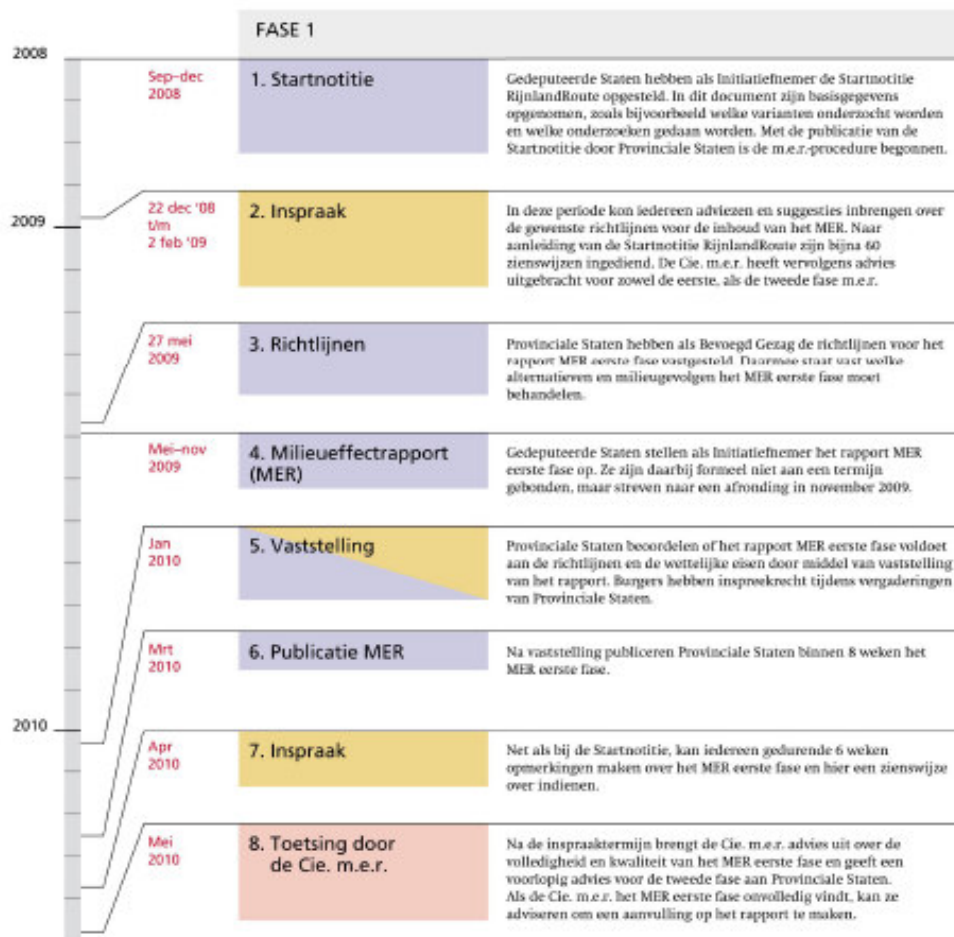 FASE 1
2008
Sep–dec
2008
1. Startnotitie
Gedeputeerde Staten hebben als Initiatiefnemer de Startnotitie
RijnlandRoute opgesteld. In dit document zijn basisgegevens
opgenomen, zoals bijvoorbeeld welke varianten onderzocht worden
en welke onderzoeken gedaan worden. Met de publicatie van de
Startnotitie door Provinciale Staten is de m.e.r.-procedure begonnen.
2009
22 dec '08
t/m
2 feb '09
2. Inspraak
In deze periode kon iedereen adviezen en suggesties inbrengen over
de gewenste richtlijnen voor de inhoud van het MER. Naar
aanleiding van de Startnotitie RijnlandRoute zijn bijna 60
zienswijzen ingediend. De Cie. m.e.r. heeft vervolgens advies
uitgebracht voor zowel de eerste, als de tweede fase m.e.r.
27 mei
2009
3. Richtlijnen
Provinciale Staten hebben als Bevoegd Gezag de richtlijnen voor het
rapport MER eerste fase vastgesteld. Daarmee staat vast welke
alternatieven en milieugevolgen het MER eerste fase moet
behandelen.
Mei–nov
2009
4. Milieueffectrapport
(MER)
Gedeputeerde Staten stellen als Initiatiefnemer het rapport MER
eerste fase op. Ze zijn daarbij formeel niet aan een termijn
gebonden, maar streven naar een afronding in november 2009.
Jan
2010
5. Vaststelling
Provinciale Staten beoordelen of het rapport MER eerste fase voldoet
aan de richtlijnen en de wettelijke eisen door middel van vaststelling
van het rapport. Burgers hebben inspreekrecht tijdens vergaderingen
van Provinciale Staten.
Mrt
2010
6. Publicatie MER
Na vaststelling publiceren Provinciale Staten binnen 8 weken het
MER eerste fase.
2010
Apr
2010
7. Inspraak
Net als bij de Startnotitie, kan iedereen gedurende 6 weken
opmerkingen maken over het MER eerste fase en hier een zienswijze
over indienen.
Mei
2010
8. Toetsing door
de Cie. m.e.r.
Na de inspraaktermijn brengt de Cie. m.e.r. advies uit over de
volledigheid en kwaliteit van het MER eerste fase en geeft een
voorlopig advies voor de tweede fase aan Provinciale Staten.
Als de Cie. m.e.r. het MER eerste fase onvolledig vindt, kan ze
adviseren om een aanvulling op het rapport te maken.